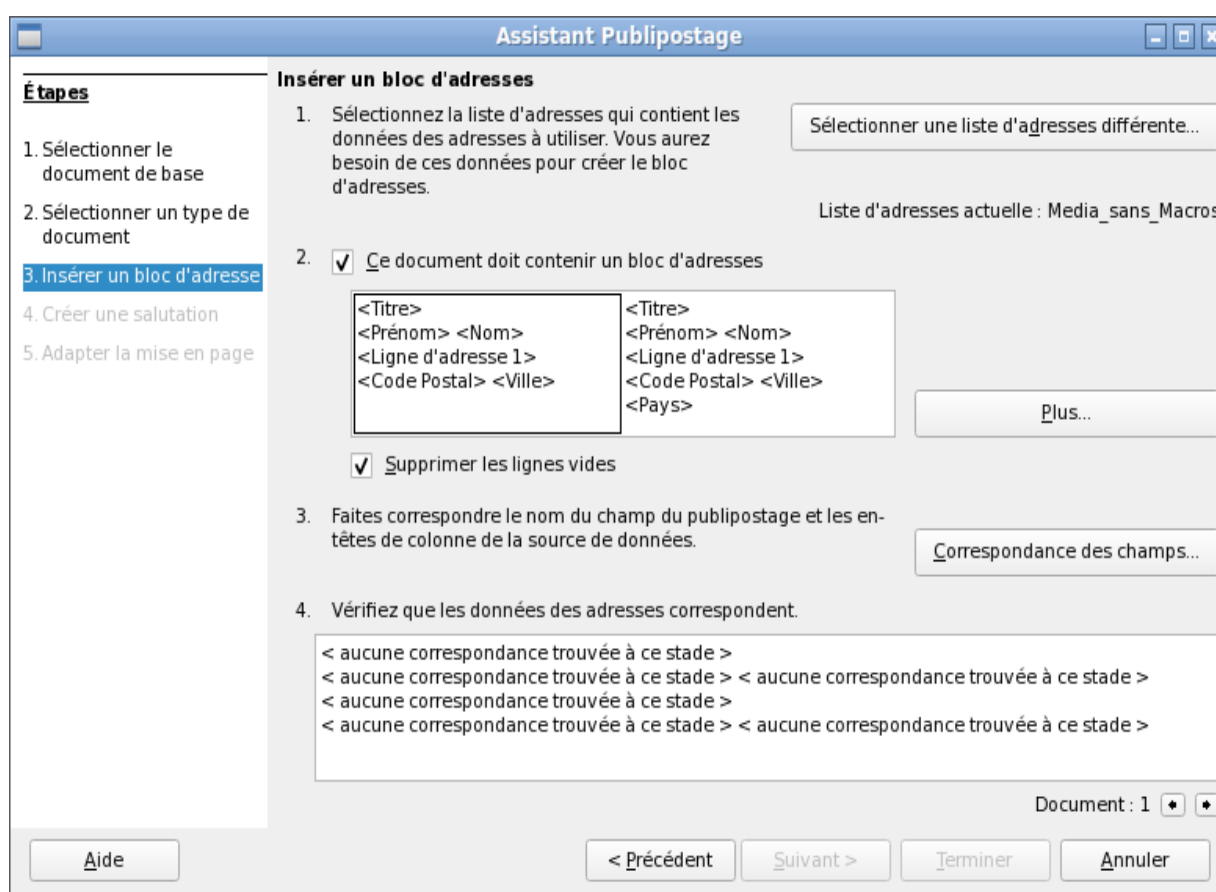 Assistant Publipostage
Étapes
1. Sélectionner le
document de base
2. Sélectionner un type de
document
3. Insérer un bloc d'adresse
4. Créer une salutation
5. Adapter la mise en page
Insérer un bloc d'adresses
1. Sélectionnez la liste d'adresses qui contient les
données des adresses à utiliser. Vous aurez
besoin de ces données pour créer le bloc
d'adresses.
Sélectionner une liste d'adresses différente...
Liste d'adresses actuelle : Media_sans_Macros
2. Ce document doit contenir un bloc d'adresses
<Titre>
<Prénom> <Nom>
<Ligne d'adresse 1>
<Code Postal> <Ville>
<Titre>
<Prénom> <Nom>
<Ligne d'adresse 1>
<Code Postal> <Ville>
<Pays>
Plus...
Supprimer les lignes vides
3. Faites correspondre le nom du champ du publipostage et les en-
têtes de colonne de la source de données.
Correspondance des champs...
4. Vérifiez que les données des adresses correspondent.
< aucune correspondance trouvée à ce stade >
< aucune correspondance trouvée à ce stade > < aucune correspondance trouvée à ce stade >
< aucune correspondance trouvée à ce stade >
< aucune correspondance trouvée à ce stade > < aucune correspondance trouvée à ce stade >
Document : 1
Aide
< Précédent
Suivant >
Terminer
Annuler